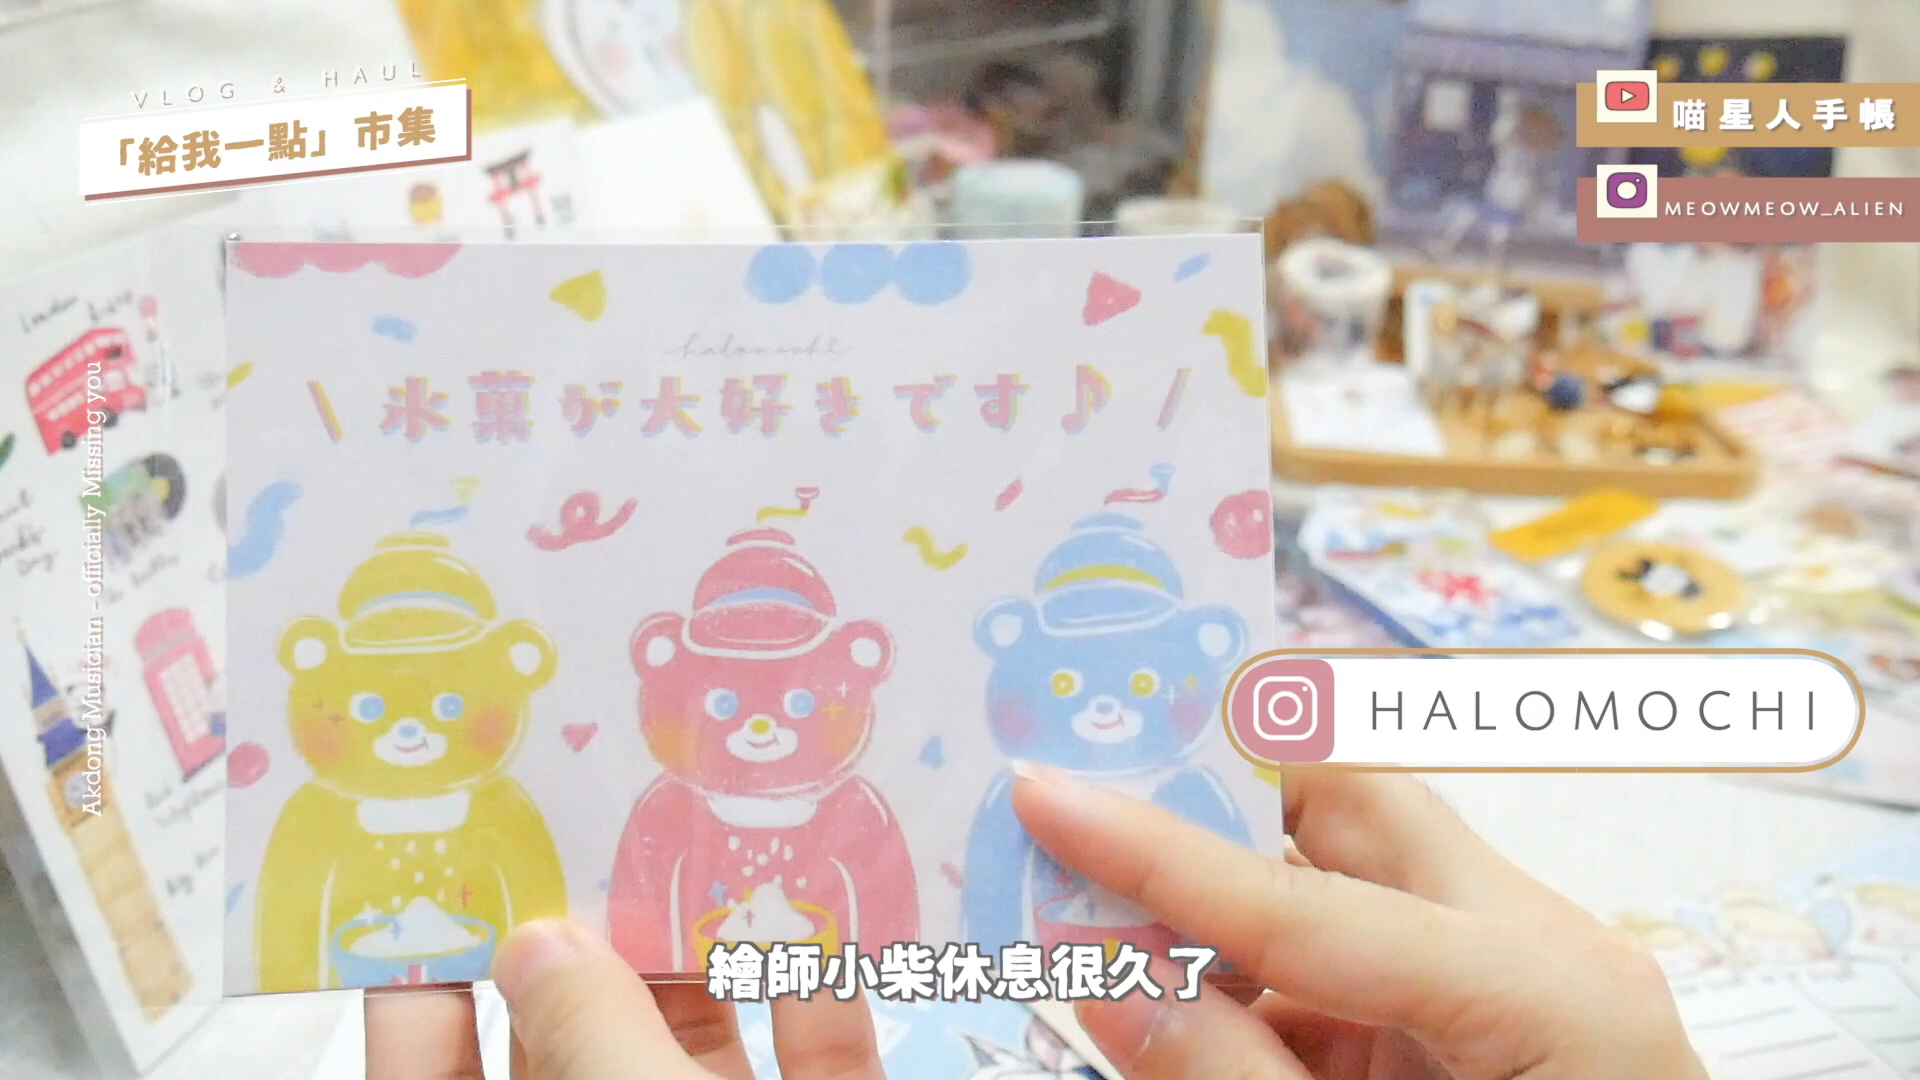 VLOG & HAUL
「給我一點」市集
喵星人手帳
MEOWMEOW_ALIEN
halomochi
\ 氷菓が大好きです♪ /
London
Akdong Musician - officially Missing you
HALOMOCHI
繪師小柴休息很久了